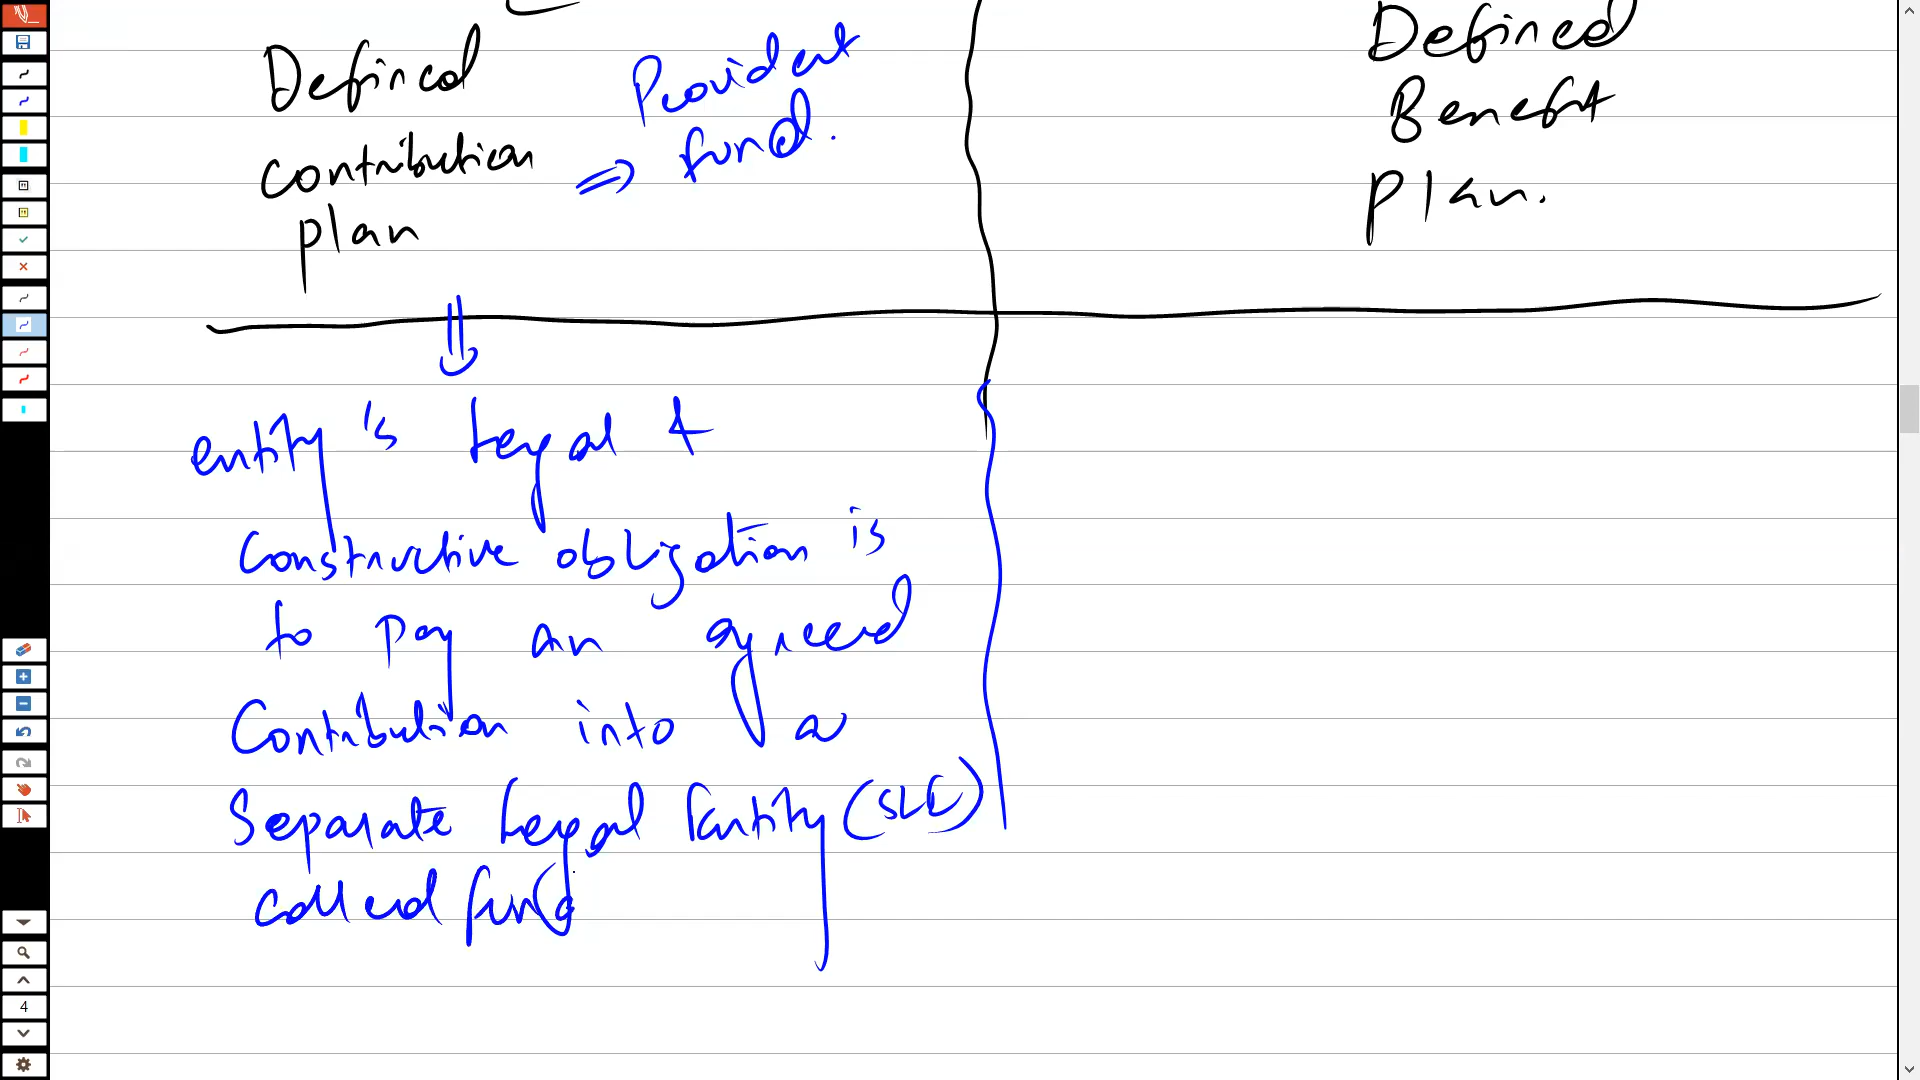 Defined
contribution
plan
⇒ Provident
fund.
Defined
Benefit
Plan.
entity's Legal &
Constructive obligation is
to pay an agreed
Contribution into a
Separate Legal Entity (SLE)
called fund
4